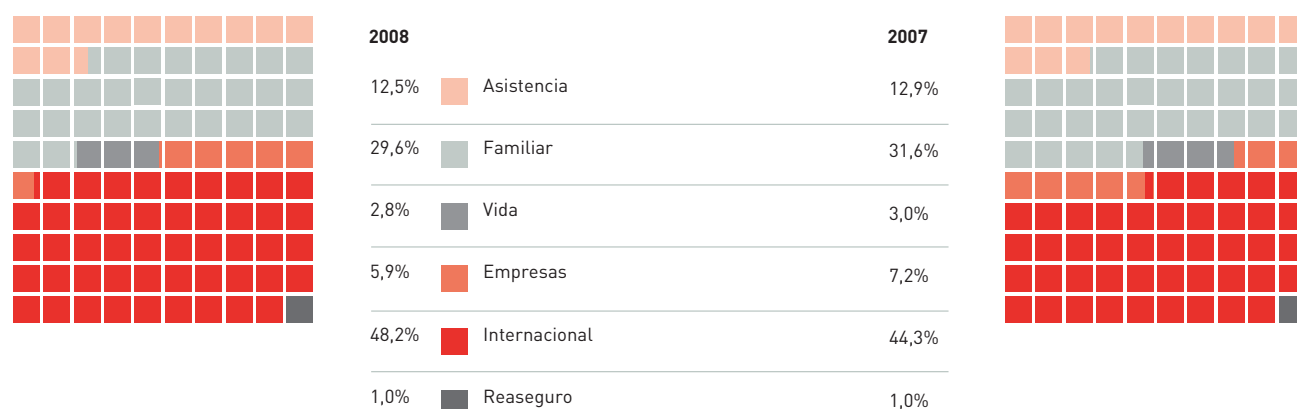 2008 2007
12,5% Asistencia 12,9%
29,6% Familiar 31,6%
2,8% Vida 3,0%
5,9% Empresas 7,2%
48,2% Internacional 44,3%
1,0% Reaseguro 1,0%